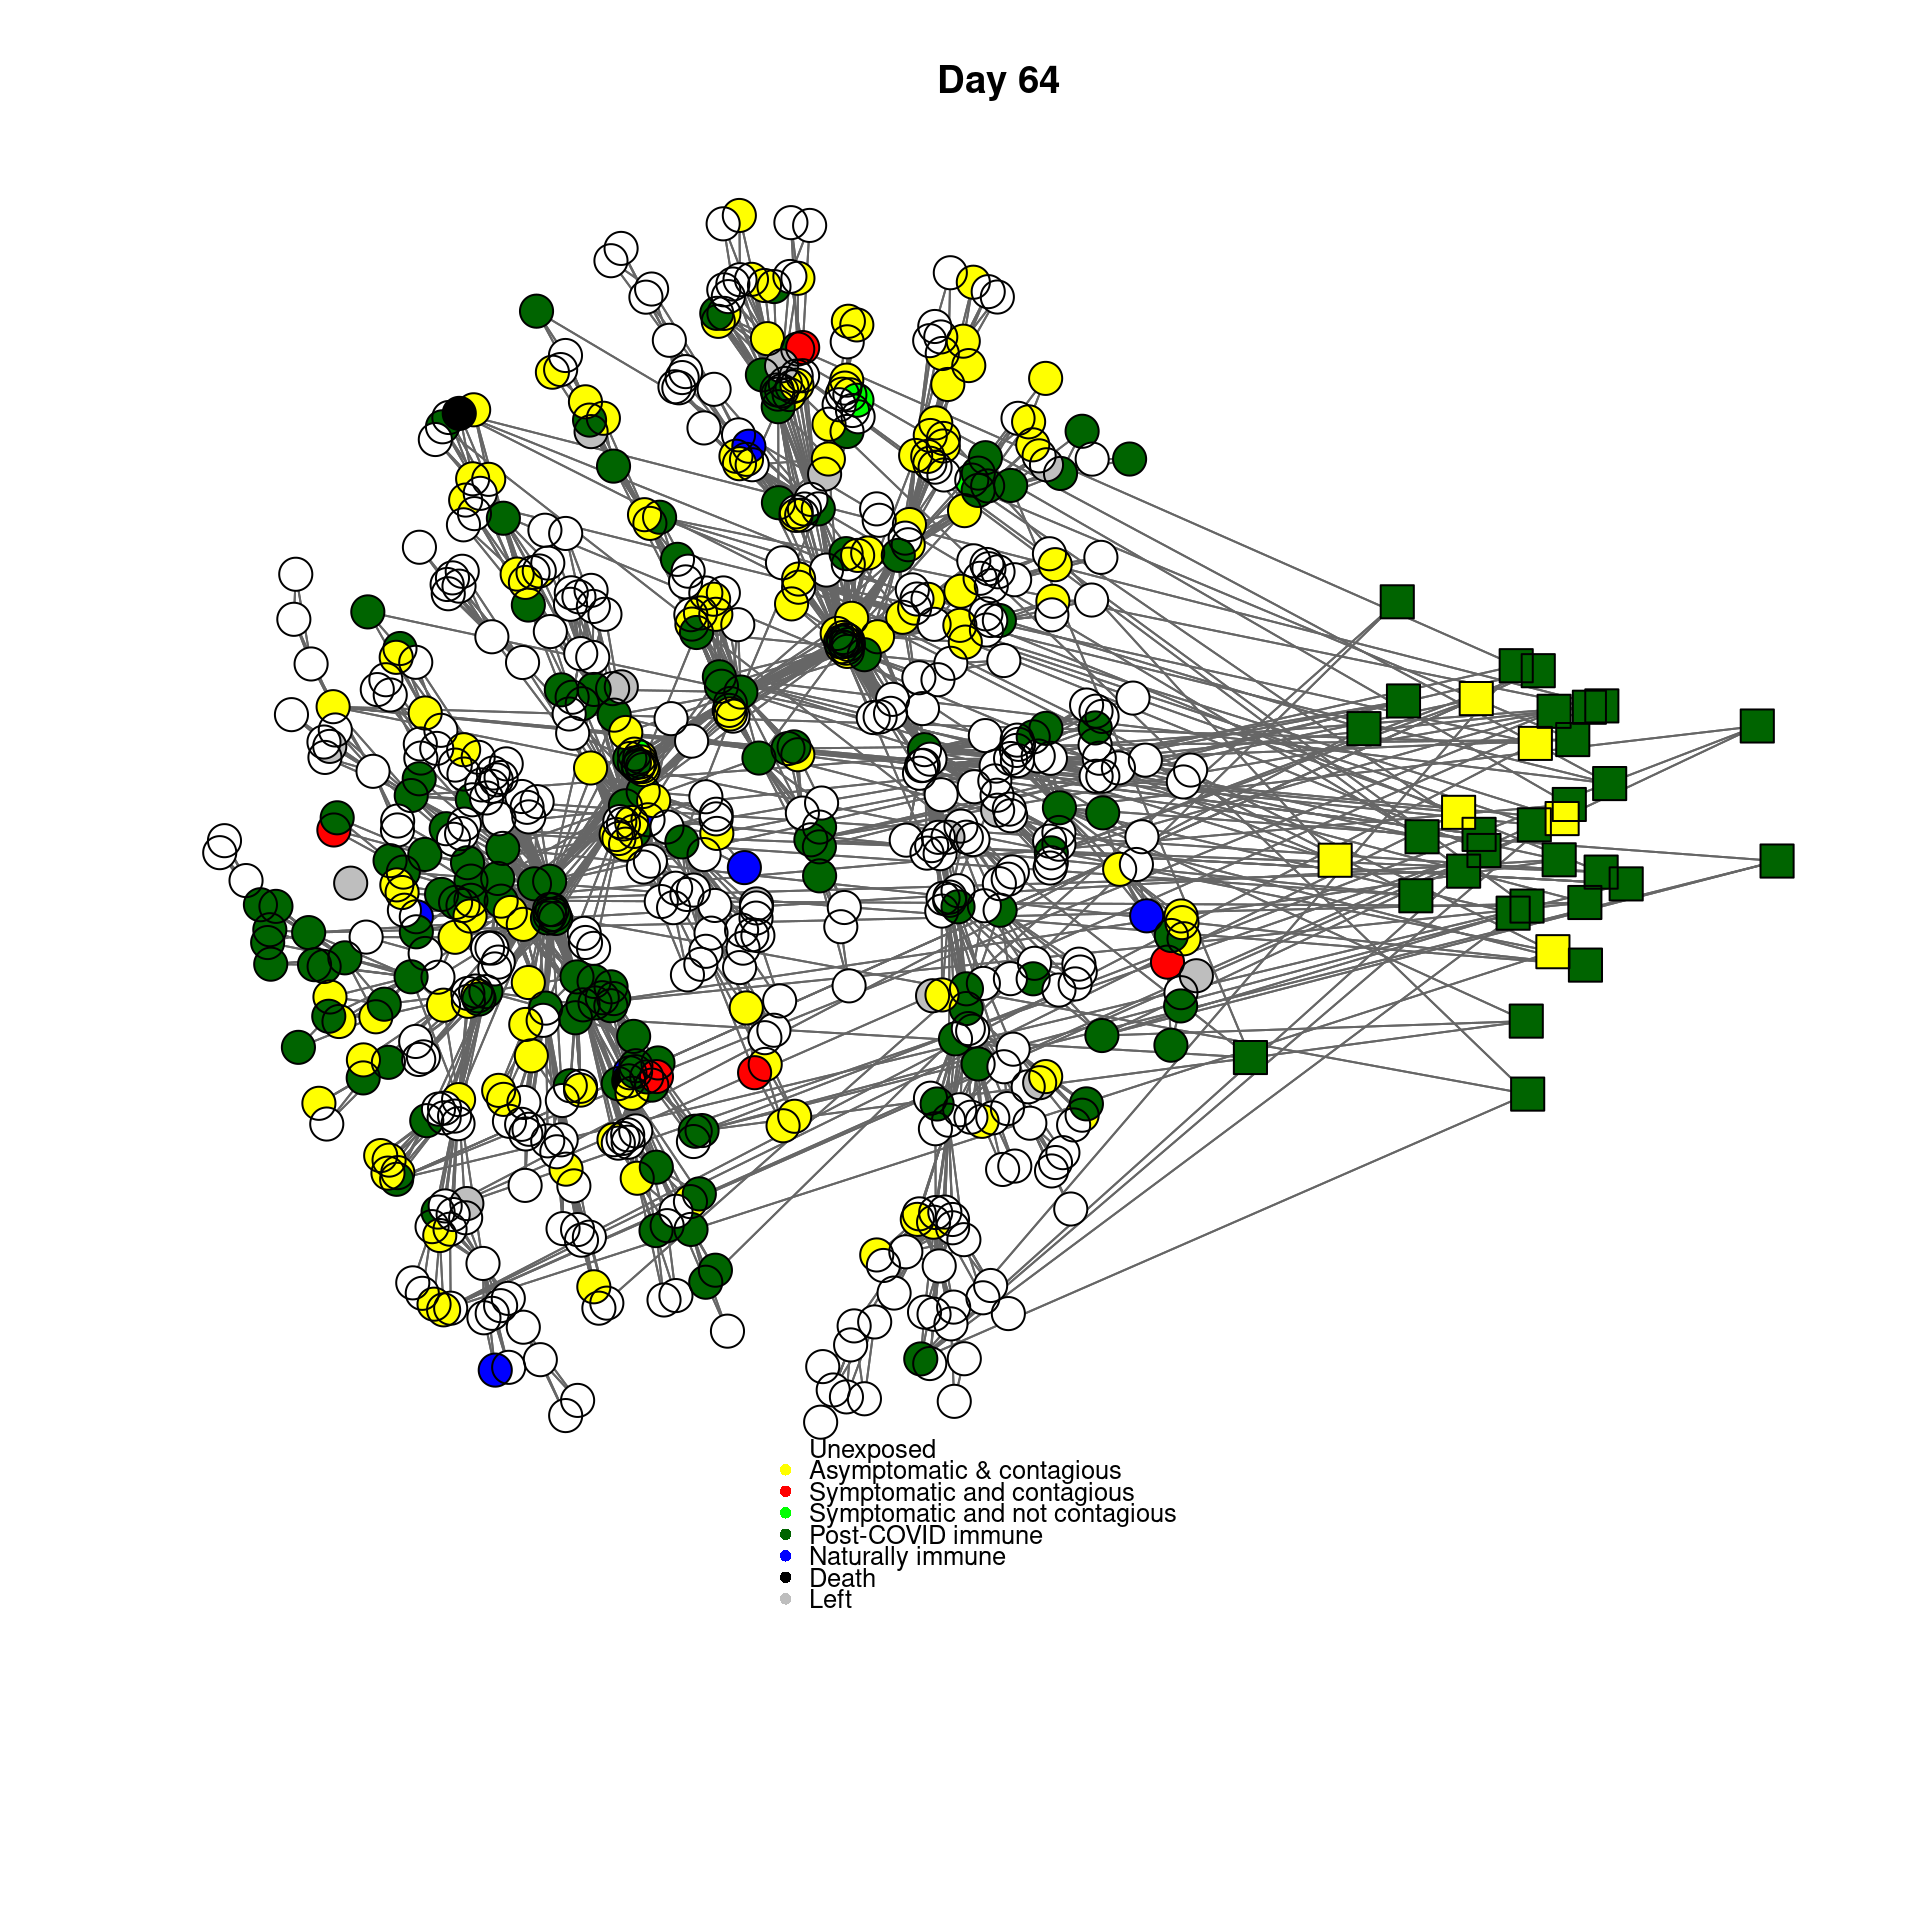 Day 64
Unexposed
Asymptomatic & contagious
Symptomatic and contagious
Symptomatic and not contagious
Post-COVID immune
Naturally immune
Death
Left